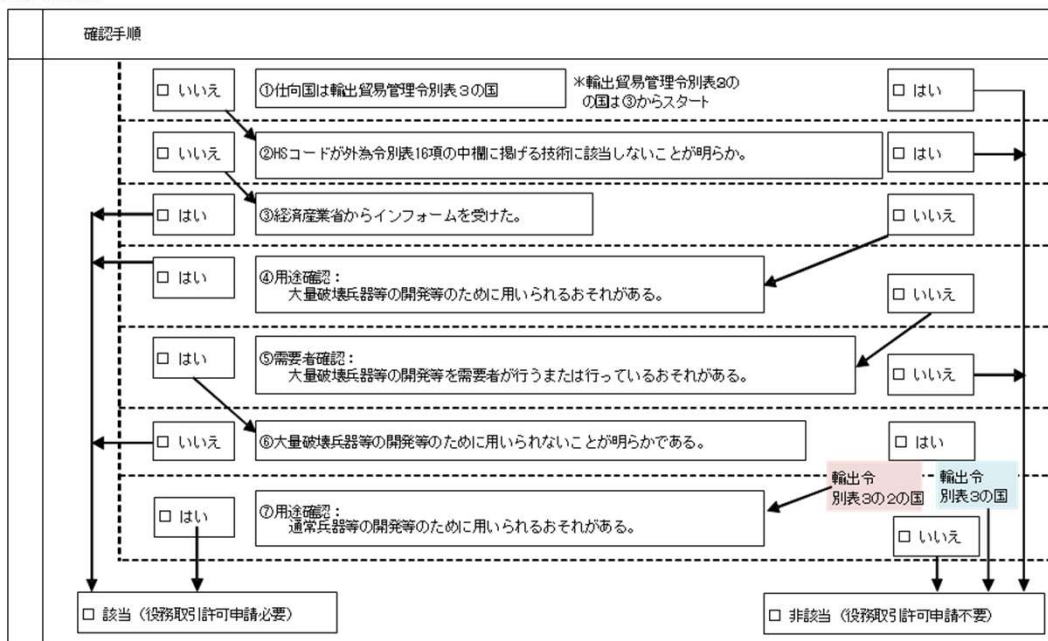 確認手順
□ いいえ
①仕向国は輸出貿易管理令別表3の国
*輸出貿易管理令別表2の
の国は③からスタート
□ はい
□ いいえ
②HSコードが外為令別表16項の中欄に掲げる技術に該当しないことが明らか。
□ はい
□ はい
③経済産業省からインフォームを受けた。
□ いいえ
□ はい
④用途確認:
大量破壊兵器等の開発等のために用いられるおそれがある。
□ いいえ
□ はい
⑤需要者確認:
大量破壊兵器等の開発等を需要者が行うまたは行っているおそれがある。
□ いいえ
□ いいえ
⑥大量破壊兵器等の開発等のために用いられないことが明らかである。
□ はい
輸出令
別表3の2の国
輸出令
別表3の国
□ はい
⑦用途確認:
通常兵器等の開発等のために用いられるおそれがある。
□ いいえ
□ 該当(役務取引許可申請必要)
□ 非該当(役務取引許可申請不要)